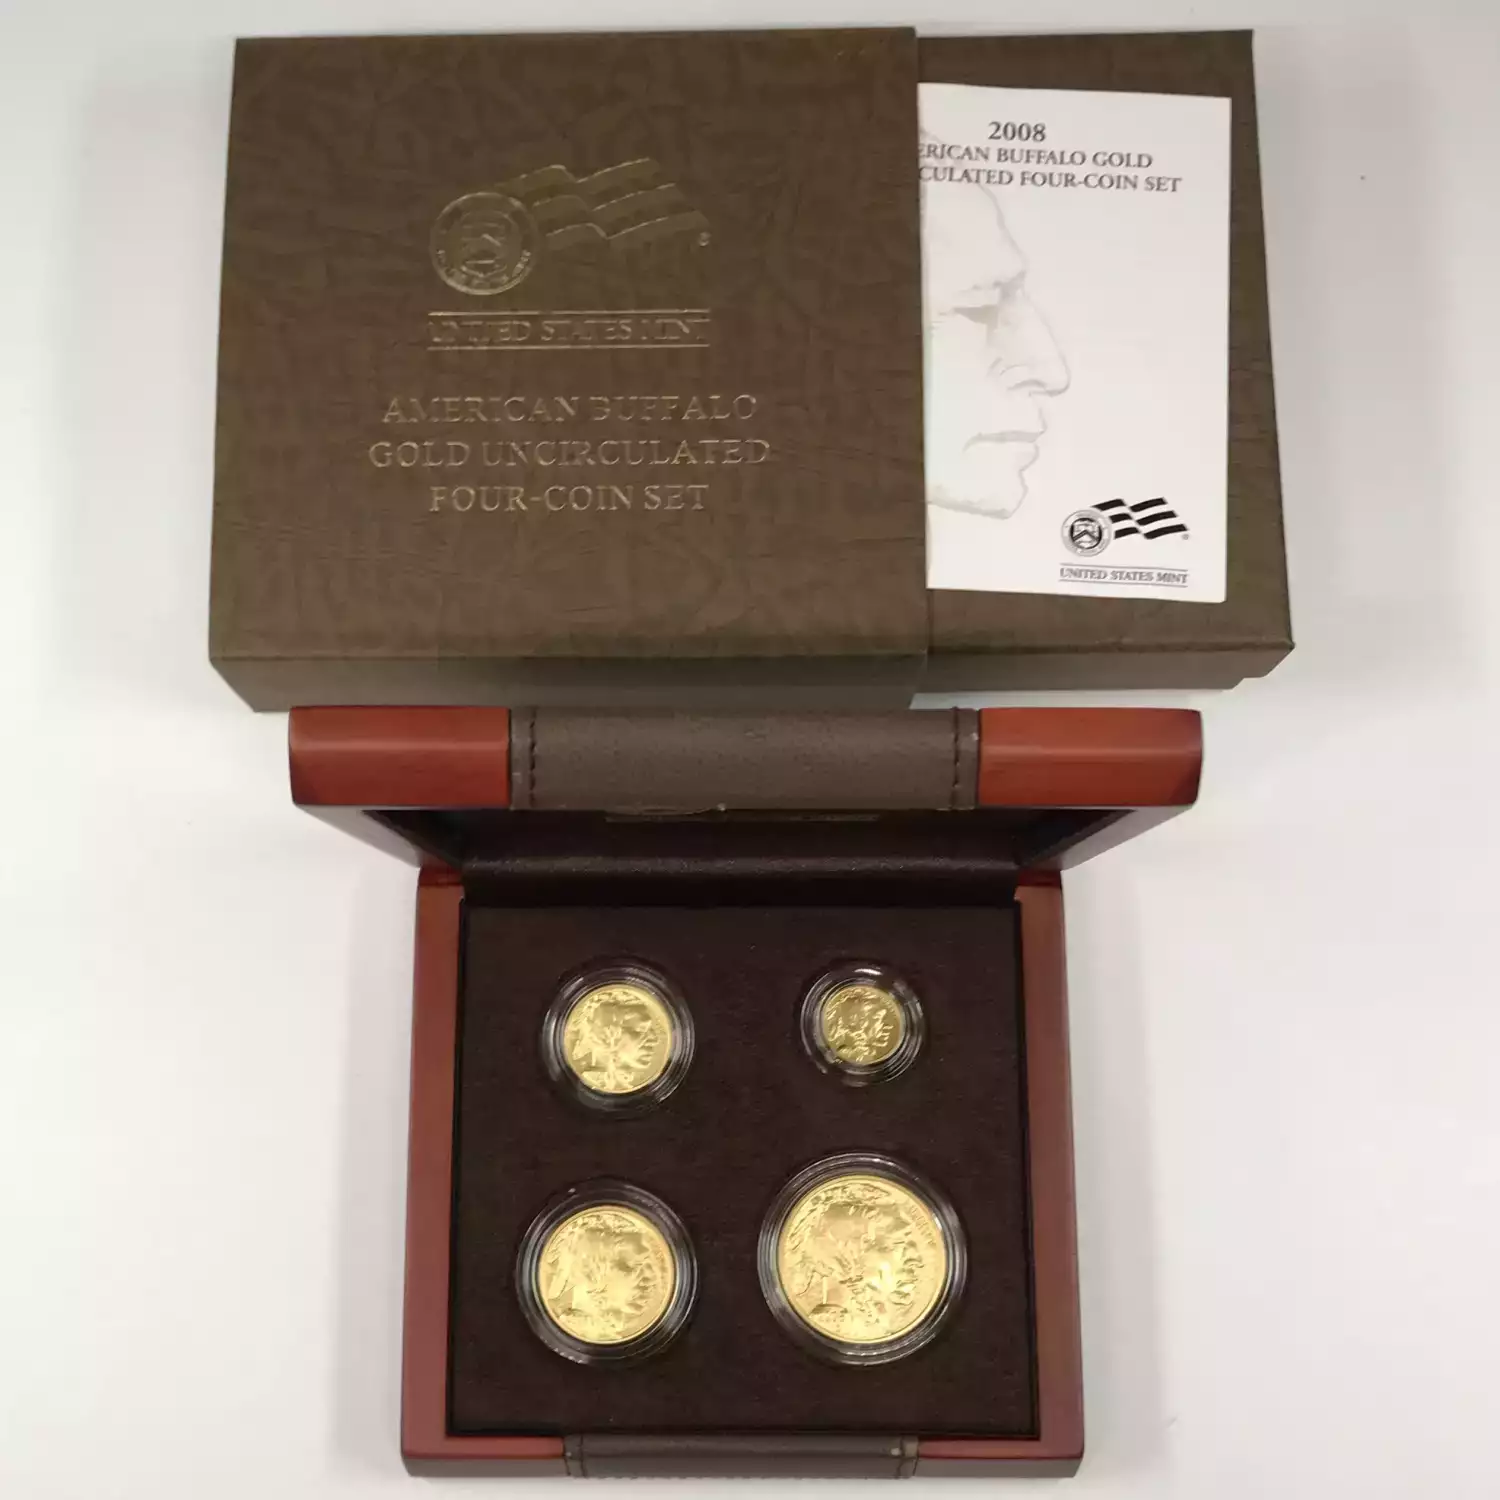 UNITED STATES MINT
AMERICAN BUFFALO
GOLD UNCIRCULATED
FOUR-COIN SET
2008
ERICAN BUFFALO GOLD
CULATED FOUR-COIN SET
UNITED STATES MINT